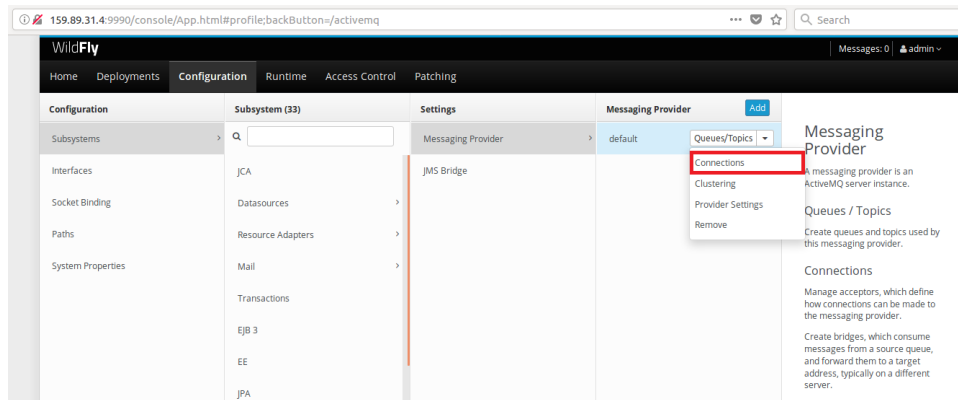 159.89.31.4:9990/console/App.html#profile;backButton=/activemq
Search
WildFly
Messages: 0
admin
Home Deployments Configuration Runtime Access Control Patching
Configuration
Subsystems
Interfaces
Socket Binding
Paths
System Properties
Subsystem (33)
JCA
Datasources
Resource Adapters
Mail
Transactions
EJB 3
EE
JPA
Settings
Messaging Provider
JMS Bridge
Messaging Provider
Add
default
Queues/Topics
Connections
Clustering
Provider Settings
Remove
Messaging
Provider
A messaging provider is an
ActiveMQ server instance.
Queues / Topics
Create queues and topics used by
this messaging provider.
Connections
Manage acceptors, which define
how connections can be made to
the messaging provider.
Create bridges, which consume
messages from a source queue,
and forward them to a target
address, typically on a different
server.